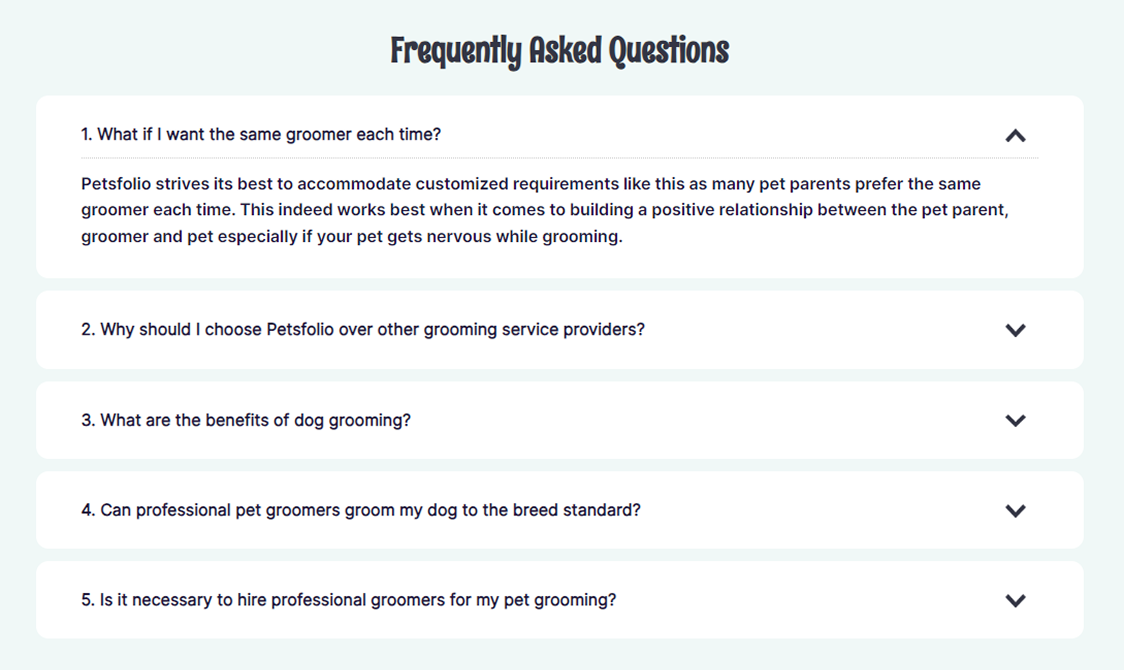 Frequently Asked Questions
1. What if I want the same groomer each time?
Petsfolio strives its best to accommodate customized requirements like this as many pet parents prefer the same
groomer each time. This indeed works best when it comes to building a positive relationship between the pet parent,
groomer and pet especially if your pet gets nervous while grooming.
2. Why should I choose Petsfolio over other grooming service providers?
3. What are the benefits of dog grooming?
4. Can professional pet groomers groom my dog to the breed standard?
5. Is it necessary to hire professional groomers for my pet grooming?